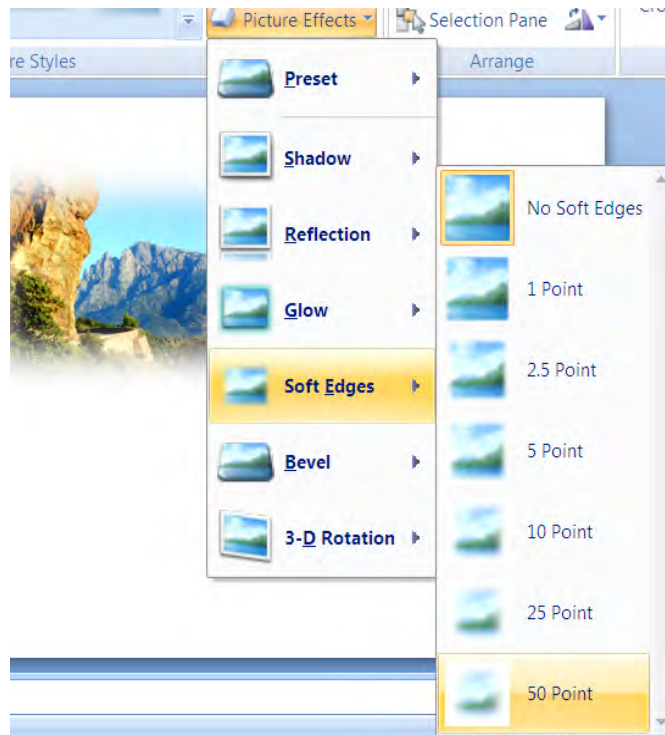 Picture Effects
Selection Pane
re Styles
Arrange
Preset
Shadow
Reflection
Glow
Soft Edges
Bevel
3-D Rotation
No Soft Edges
1 Point
2.5 Point
5 Point
10 Point
25 Point
50 Point